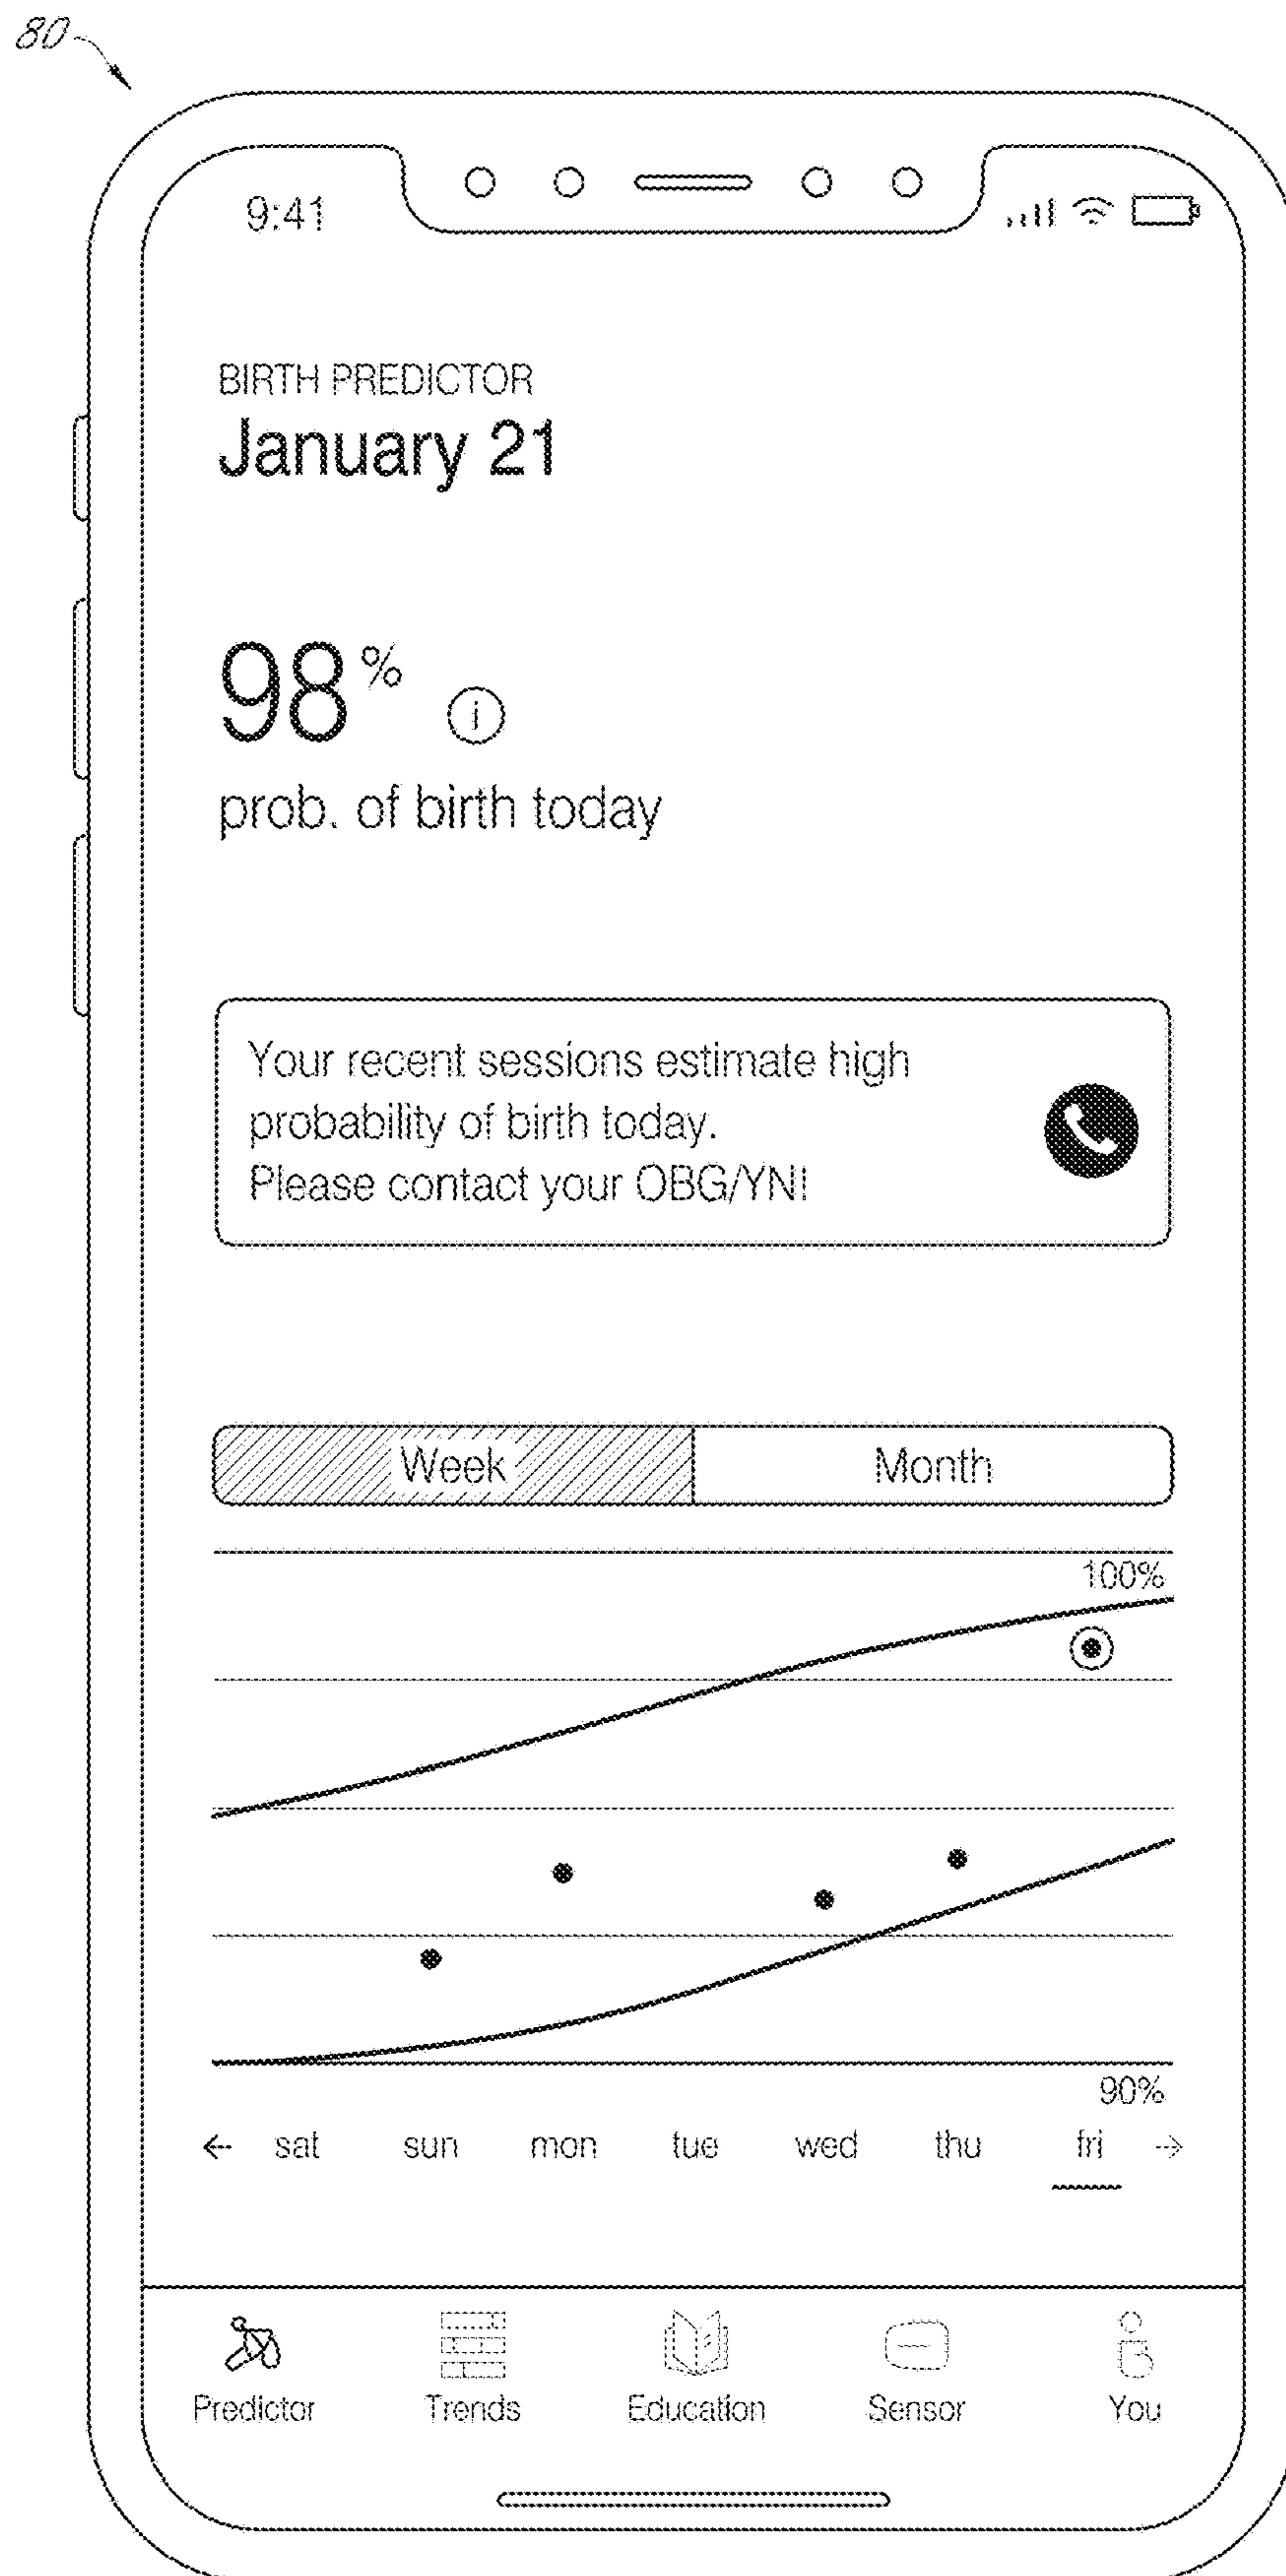 80
9:41
BIRTH PREDICTOR
January 21
98%
i
prob. of birth today
Your recent sessions estimate high
probability of birth today.
Please contact your OBG/YN!
Week Month
100%
90%
sat sun mon tue wed thu fri
Predictor Trends Education Sensor You